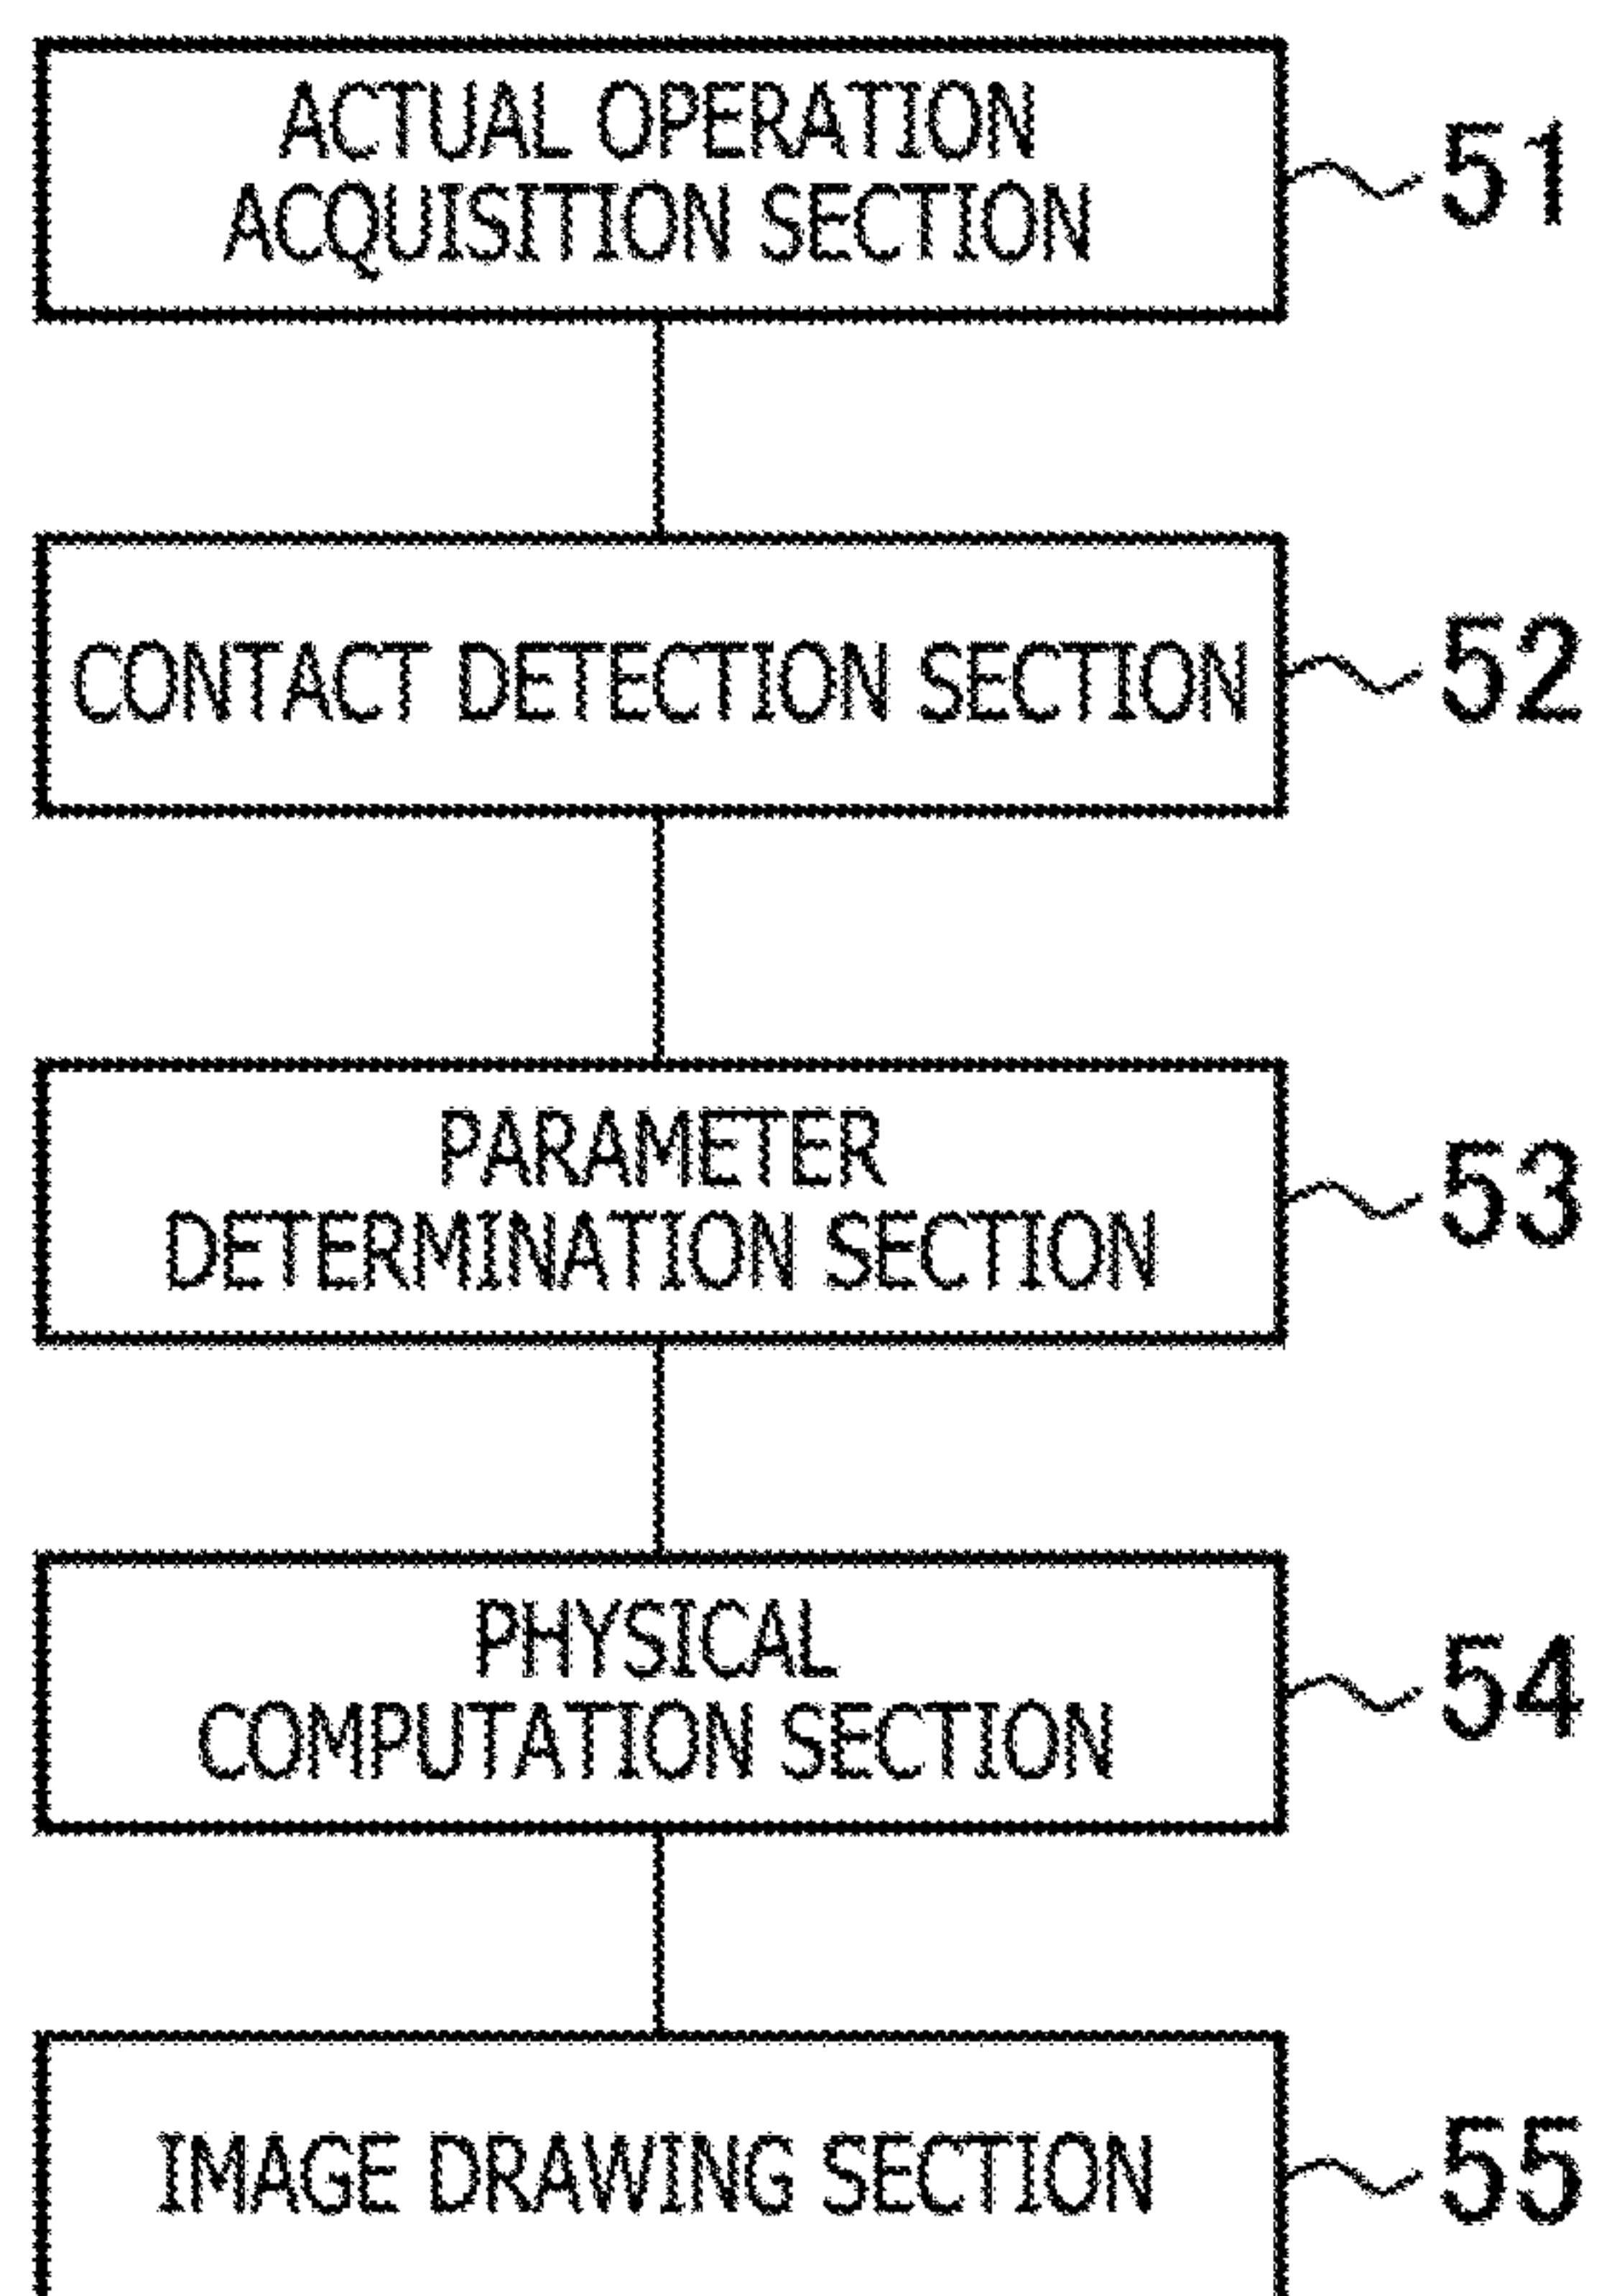 ACTUAL OPERATION
ACQUISITION SECTION
51
CONTACT DETECTION SECTION
52
PARAMETER
DETERMINATION SECTION
53
PHYSICAL
COMPUTATION SECTION
54
IMAGE DRAWING SECTION
55